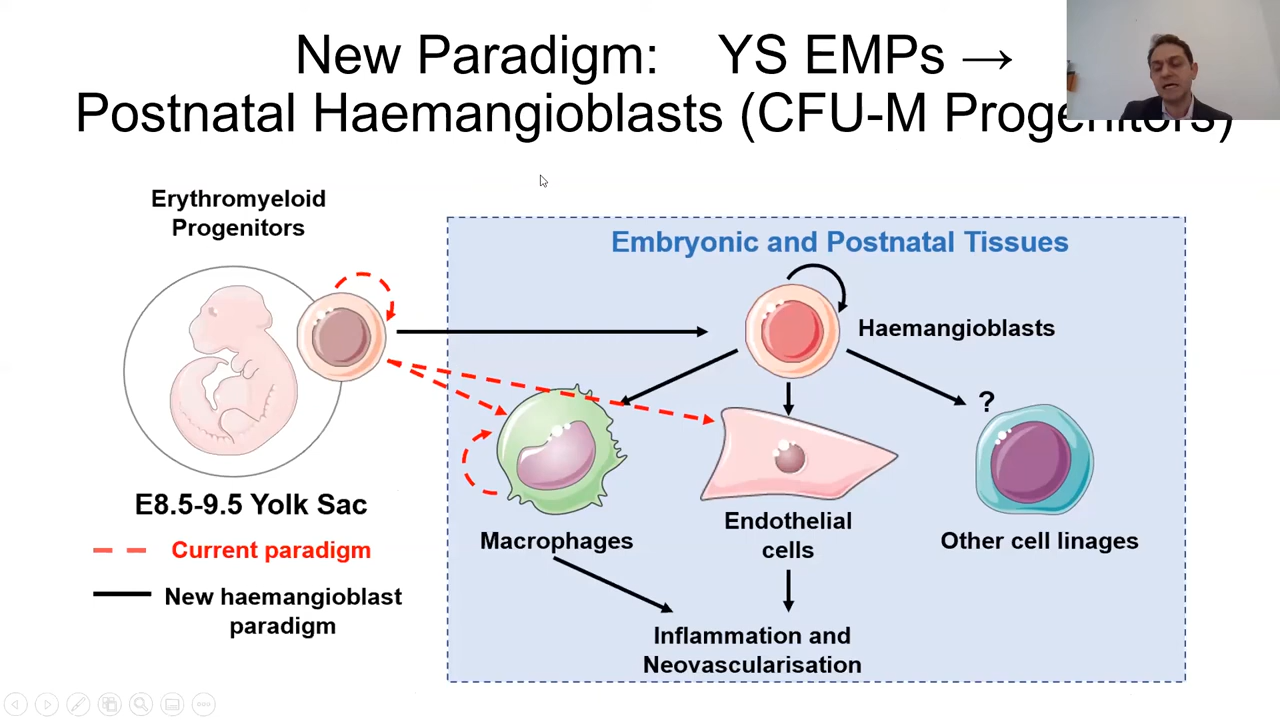 New Paradigm: YS EMPs →
Postnatal Haemangioblasts (CFU-M Progenitors)
Erythromyeloid
Progenitors
Embryonic and Postnatal Tissues
Haemangioblasts
?
E8.5-9.5 Yolk Sac
Macrophages
Endothelial
cells
Other cell linages
Current paradigm
New haemangioblast
paradigm
Inflammation and
Neovascularisation